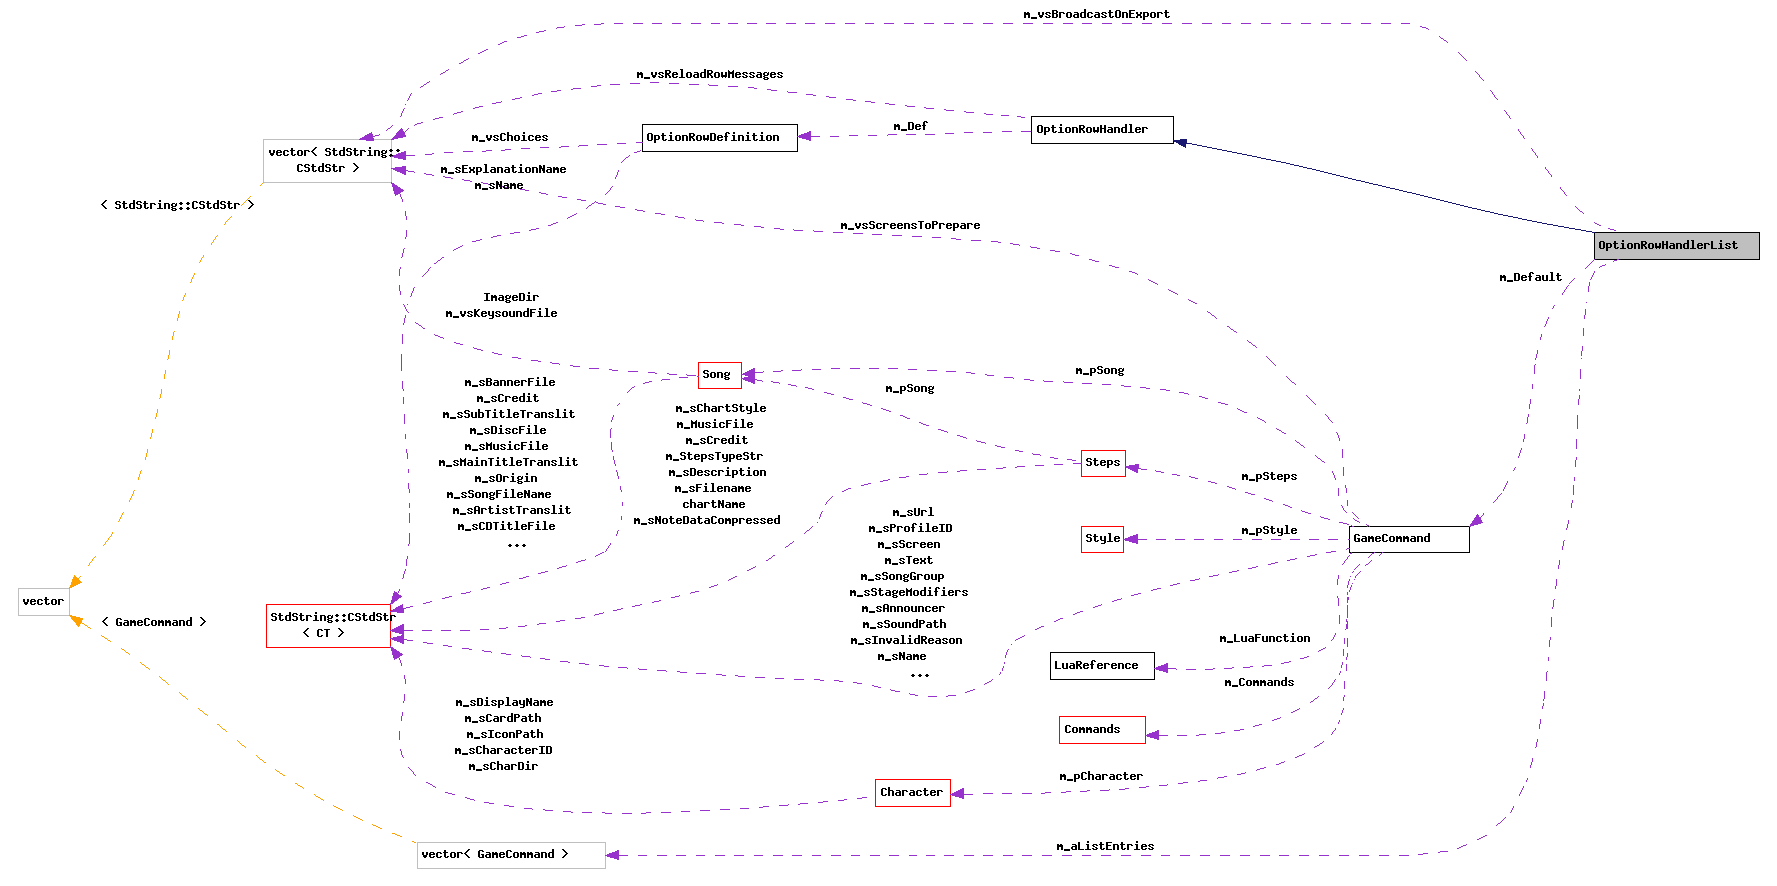 m_vsBroadcastOnExport
m_vsReloadRowMessages
m_Def
OptionRowHandler
m_vsChoices
OptionRowDefinition
vector< StdString::
CStdStr >
m_sExplanationName
m_sName
< StdString::CStdStr >
m_vsScreensToPrepare
OptionRowHandlerList
m_Default
ImageDir
m_vsKeysoundFile
Song
m_pSong
m_pSong
m_sBannerFile
m_sCredit
m_sSubTitleTranslit
m_sDiscFile
m_sMusicFile
m_sMainTitleTranslit
m_sOrigin
m_sSongFileName
m_sArtistTranslit
m_sCDTitleFile
...
m_sChartStyle
m_MusicFile
m_sCredit
m_StepsTypeStr
m_sDescription
m_sFilename
chartName
m_sNoteDataCompressed
Steps
m_pSteps
Style
m_pStyle
GameCommand
m_sUrl
m_sProfileID
m_sScreen
m_sText
m_sSongGroup
m_sStageModifiers
m_sAnnouncer
m_sSoundPath
m_sInvalidReason
m_sName
...
vector
< GameCommand >
StdString::CStdStr
< CT >
m_LuaFunction
LuaReference
m_Commands
Commands
m_sDisplayName
m_sCardPath
m_sIconPath
m_sCharacterID
m_sCharDir
m_pCharacter
Character
vector< GameCommand >
m_aListEntries